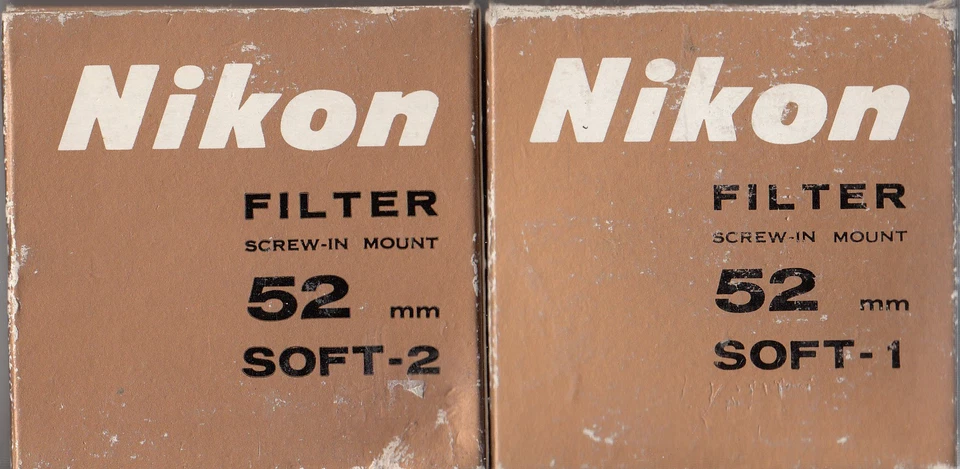 Nikon
FILTER
SCREW-IN MOUNT
52 mm
SOFT-2
Nikon
FILTER
SCREW-IN MOUNT
52 mm
SOFT-1